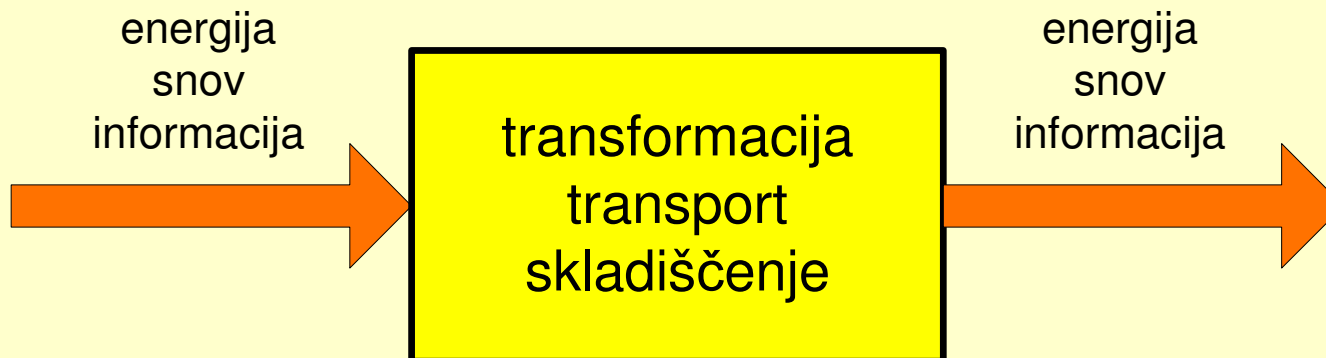 energija
snov
informacija
transformacija
transport
skladiščenje
energija
snov
informacija